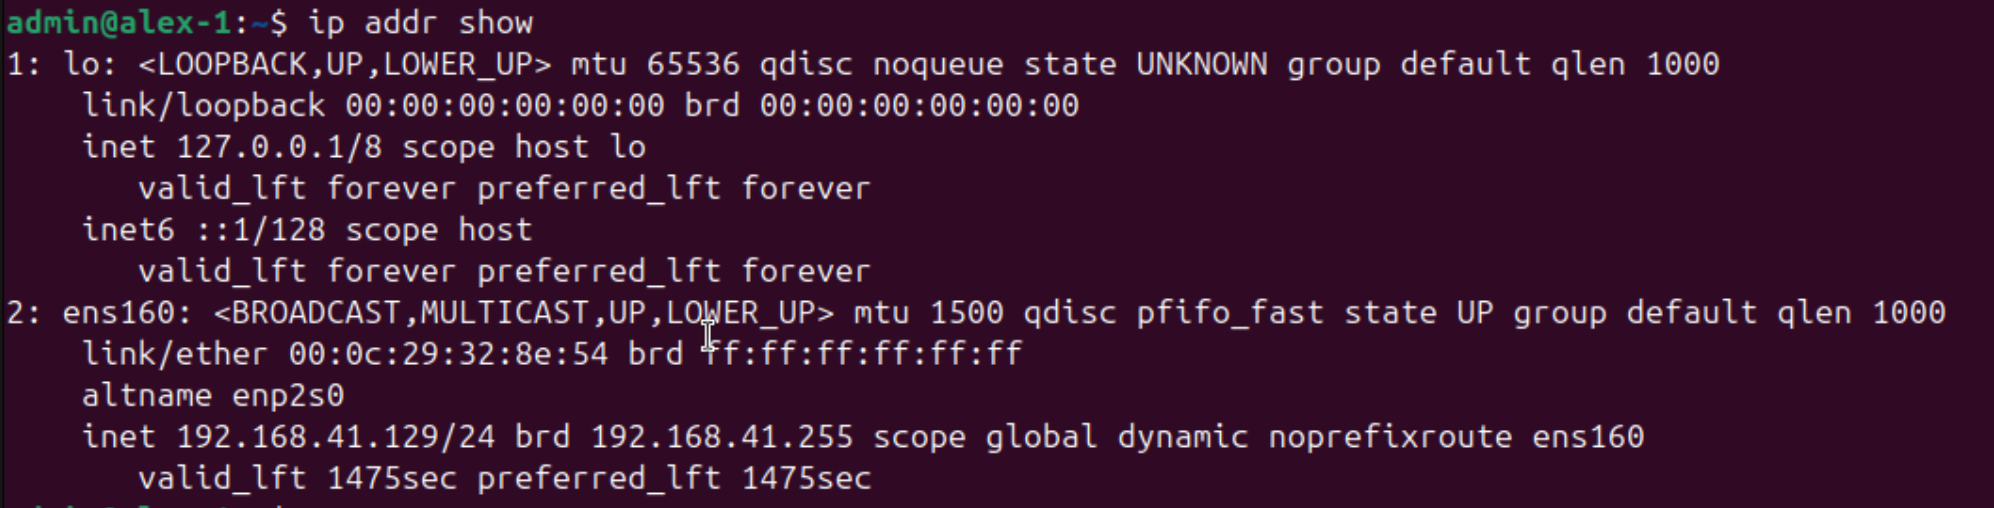 admin@alex-1:~$ ip addr show
1: lo: <LOOPBACK,UP,LOWER_UP> mtu 65536 qdisc noqueue state UNKNOWN group default qlen 1000
    link/loopback 00:00:00:00:00:00 brd 00:00:00:00:00:00
    inet 127.0.0.1/8 scope host lo
       valid_lft forever preferred_lft forever
    inet6 ::1/128 scope host
       valid_lft forever preferred_lft forever
2: ens160: <BROADCAST,MULTICAST,UP,LOWER_UP> mtu 1500 qdisc pfifo_fast state UP group default qlen 1000
    link/ether 00:0c:29:32:8e:54 brd ff:ff:ff:ff:ff:ff
    altname enp2s0
    inet 192.168.41.129/24 brd 192.168.41.255 scope global dynamic noprefixroute ens160
       valid_lft 1475sec preferred_lft 1475sec